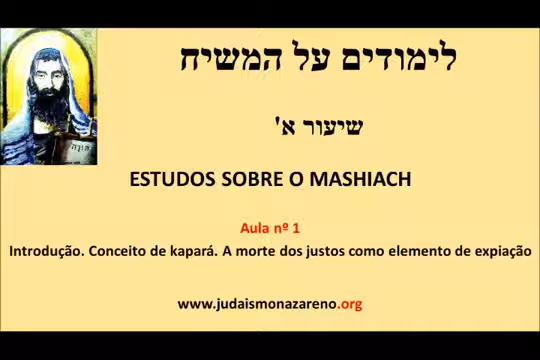 לימודים על המשיח
שיעור א'
ESTUDOS SOBRE O MASHIACH
Aula nº 1
Introdução. Conceito de kapará. A morte dos justos como elemento de expiação
www.judaismonazareno.org
תורה